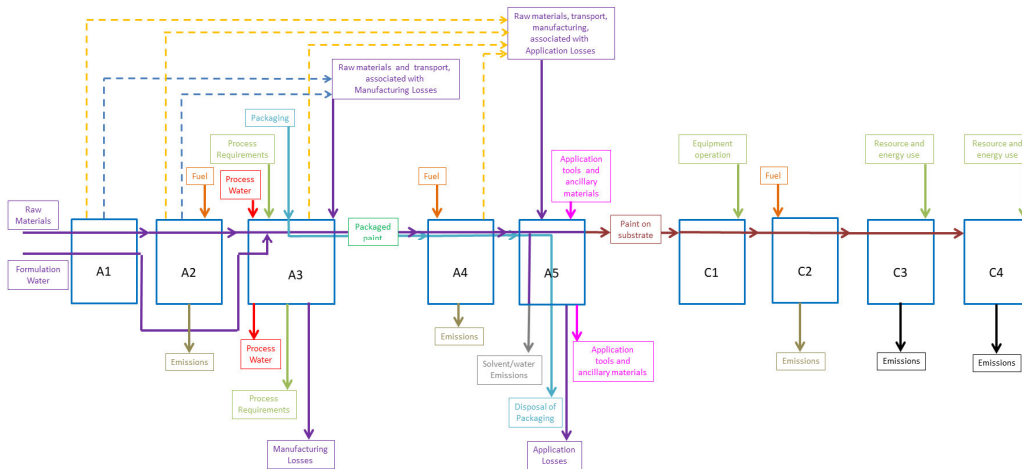 Raw materials, transport,
manufacturing,
associated with
Application Losses
Raw materials and transport,
associated with
Manufacturing Losses
Packaging
Process
Requirements
Fuel
Process
Water
Fuel
Application
tools and
ancillary
materials
Equipment
operation
Fuel
Resource and
energy use
Resource and
energy use
Raw
Materials
Formulation
Water
Packaged
paint
Paint on
substrate
A1
A2
A3
A4
A5
C1
C2
C3
C4
Emissions
Process
Water
Process
Requirements
Manufacturing
Losses
Emissions
Solvent/water
Emissions
Application
tools and
ancillary materials
Disposal of
Packaging
Application
Losses
Emissions
Emissions
Emissions